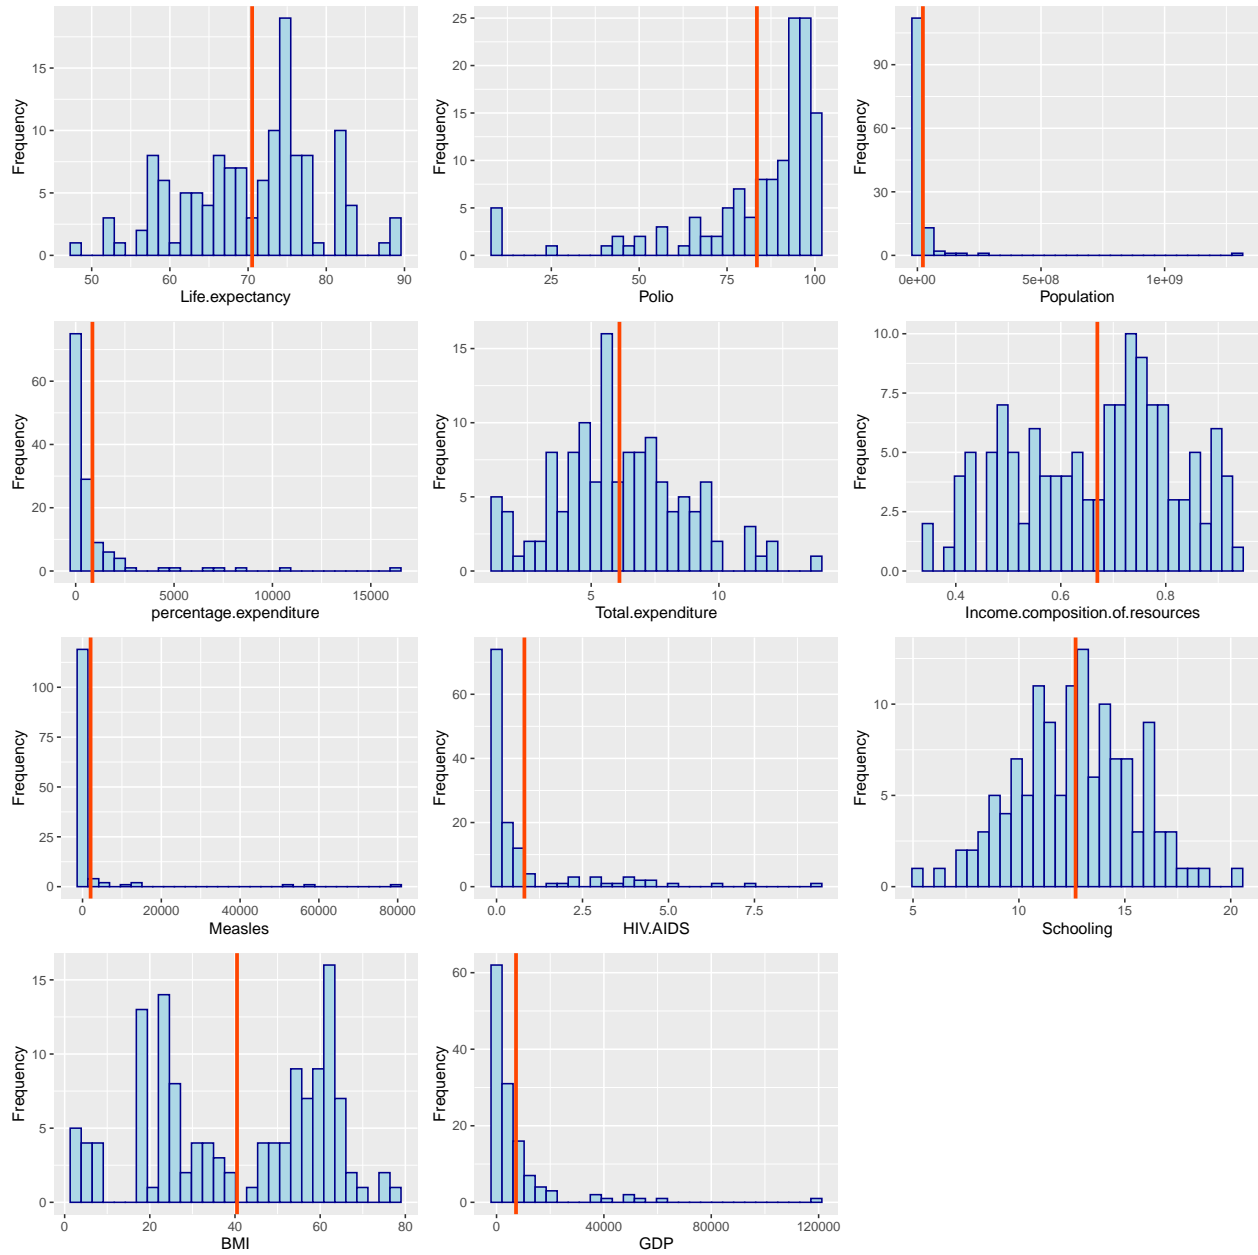 Frequency
15
10
5
0
50 60 70 80 90
Life.expectancy
Frequency
25
20
15
10
5
0
25 50 75 100
Polio
Frequency
90
60
30
0
0e+00 5e+08 1e+09
Population
Frequency
60
40
20
0
0 5000 10000 15000
percentage.expenditure
Frequency
15
10
5
0
5 10
Total.expenditure
Frequency
10.0
7.5
5.0
2.5
0.0
0.4 0.6 0.8
Income.composition.of.resources
Frequency
100
75
50
25
0
0 20000 40000 60000 80000
Measles
Frequency
60
40
20
0
0.0 2.5 5.0 7.5
HIV.AIDS
Frequency
10
5
0
5 10 15 20
Schooling
Frequency
15
10
5
0
0 20 40 60 80
BMI
Frequency
60
40
20
0
0 40000 80000 120000
GDP